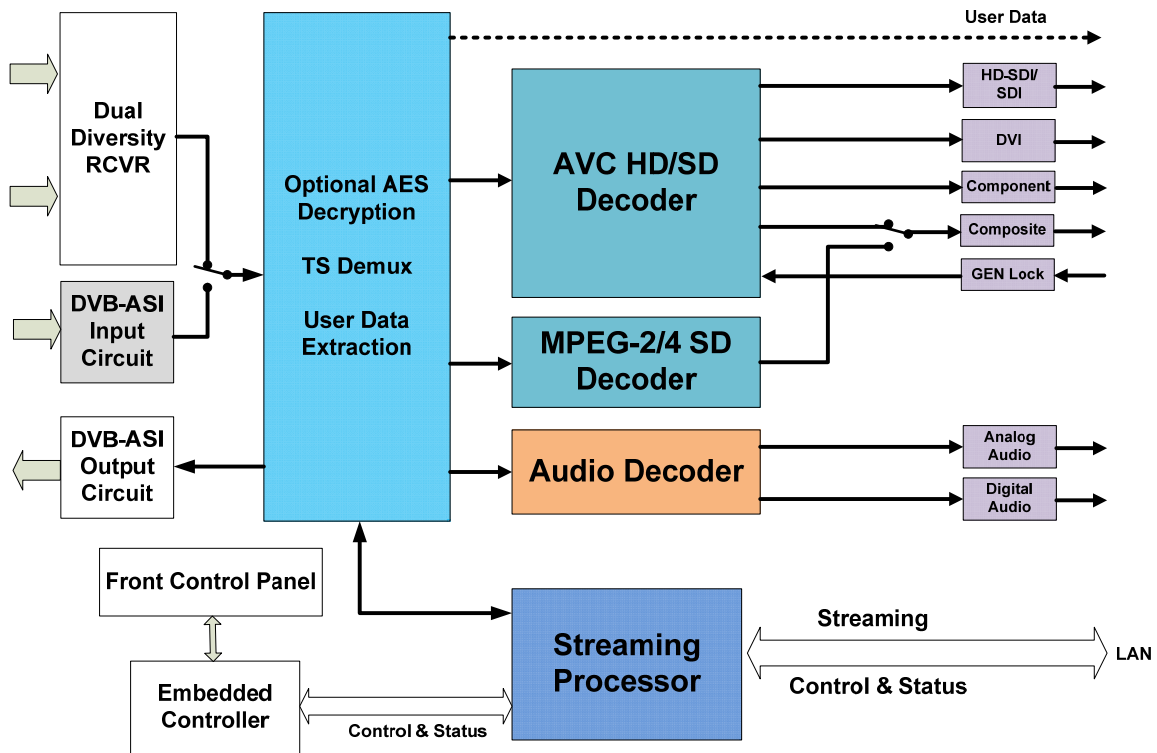 User Data
Dual
Diversity
RCVR
DVB-ASI
Input
Circuit
DVB-ASI
Output
Circuit
Optional AES
Decryption
TS Demux
User Data
Extraction
AVC HD/SD
Decoder
MPEG-2/4 SD
Decoder
Audio Decoder
HD-SDI/
SDI
DVI
Component
Composite
GEN Lock
Analog
Audio
Digital
Audio
Front Control Panel
Embedded
Controller
Control & Status
Streaming
Processor
Streaming
Control & Status
LAN